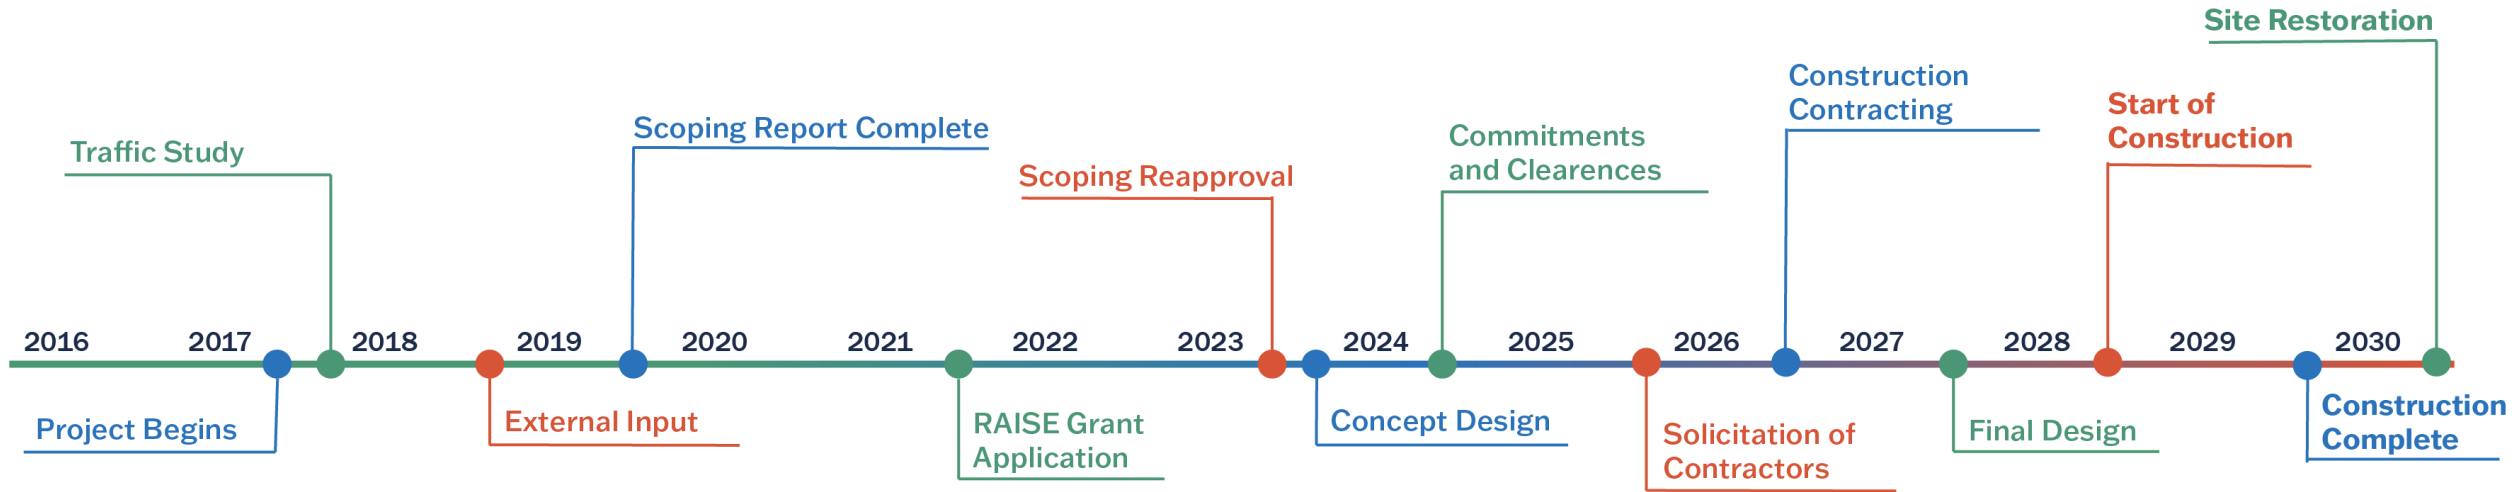 Site Restoration
Construction
Contracting
Start of
Construction
Scoping Report Complete
Commitments
and Clearences
Traffic Study
Scoping Reapproval
2016 2017 2018 2019 2020 2021 2022 2023 2024 2025 2026 2027 2028 2029 2030
Project Begins
External Input
RAISE Grant
Application
Concept Design
Solicitation of
Contractors
Final Design
Construction
Complete